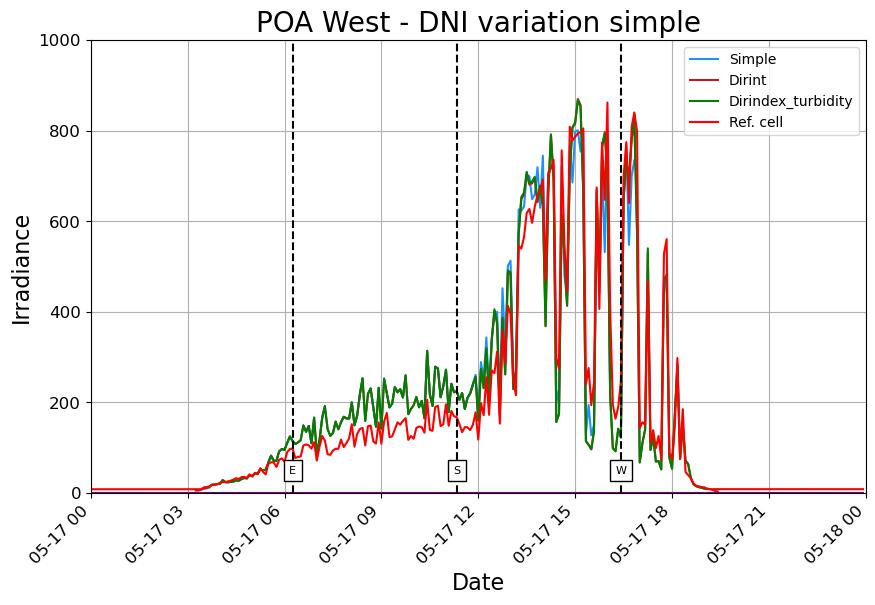 POA West - DNI variation simple
1000
800
600
400
200
0
Irradiance
Simple
Dirint
Dirindex_turbidity
Ref. cell
E
S
W
05-17 00
05-17 03
05-17 06
05-17 09
05-17 12
05-17 15
05-17 18
05-17 21
05-18 00
Date